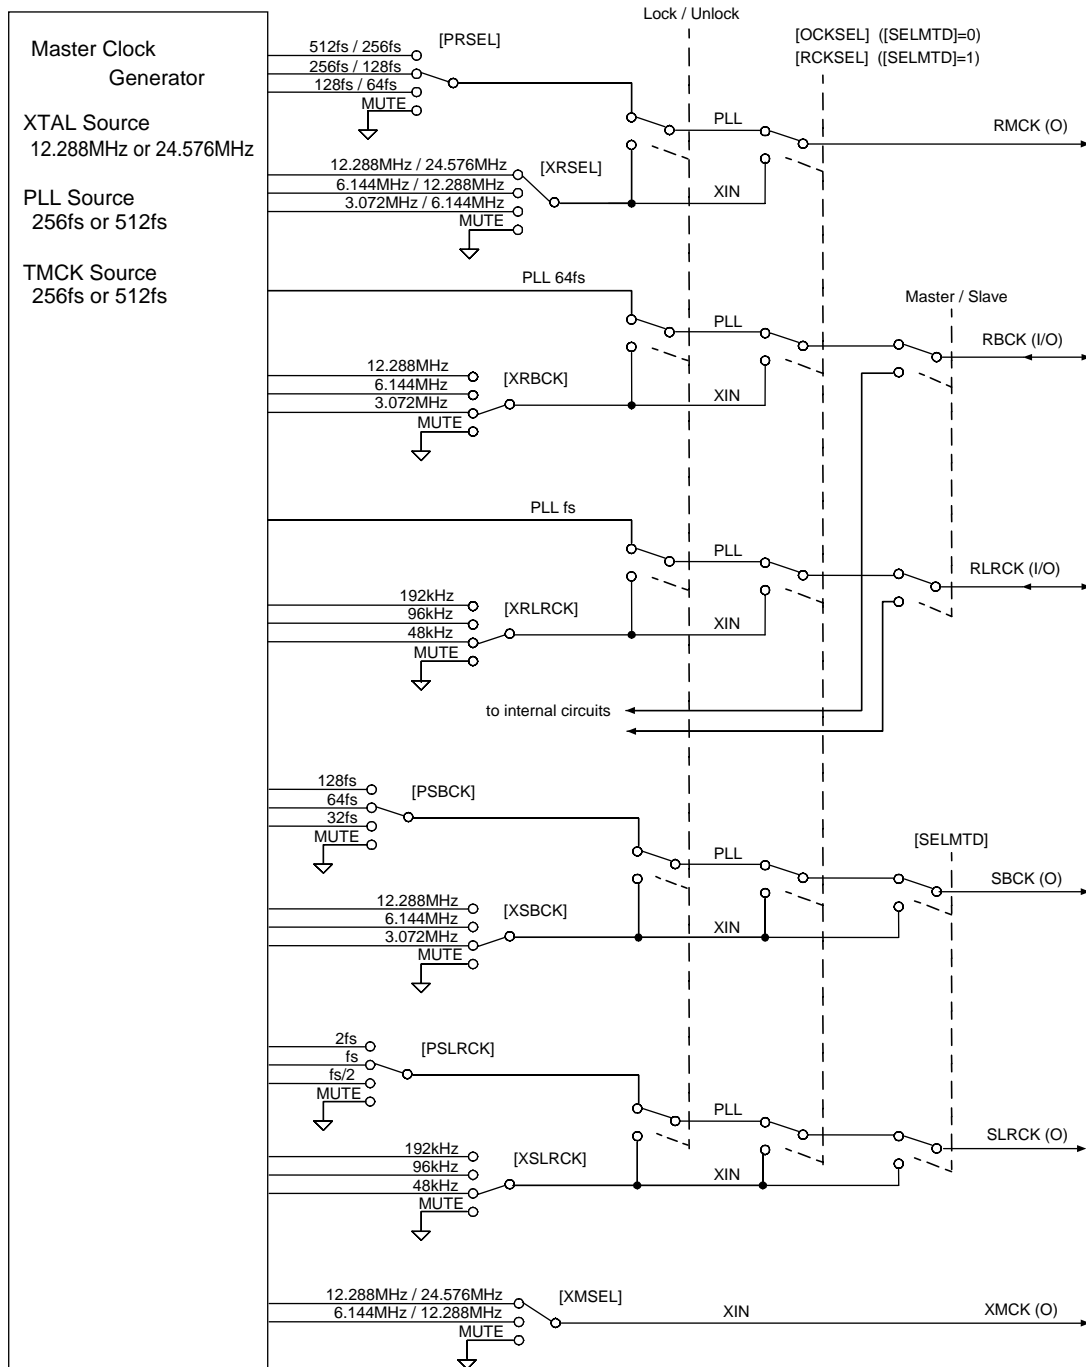 Lock / Unlock
[OCKSEL] ([SELMTD]=0)
[RCKSEL] ([SELMTD]=1)
Master Clock
Generator
XTAL Source
12.288MHz or 24.576MHz
PLL Source
256fs or 512fs
TMCK Source
256fs or 512fs
512fs / 256fs
256fs / 128fs
128fs / 64fs
MUTE
[PRSEL]
PLL
RMCK (O)
12.288MHz / 24.576MHz
6.144MHz / 12.288MHz
3.072MHz / 6.144MHz
MUTE
[XRSEL]
XIN
PLL 64fs
Master / Slave
PLL
RBCK (I/O)
12.288MHz
6.144MHz
3.072MHz
MUTE
[XRBCK]
XIN
PLL fs
PLL
RLRCK (I/O)
192kHz
96kHz
48kHz
MUTE
[XRLRCK]
XIN
to internal circuits
128fs
64fs
32fs
MUTE
[PSBCK]
[SELMTD]
PLL
SBCK (O)
12.288MHz
6.144MHz
3.072MHz
MUTE
[XSBCK]
XIN
2fs
fs
fs/2
MUTE
[PSLRCK]
PLL
SLRCK (O)
192kHz
96kHz
48kHz
MUTE
[XSLRCK]
XIN
12.288MHz / 24.576MHz
6.144MHz / 12.288MHz
MUTE
[XMSEL]
XIN
XMCK (O)